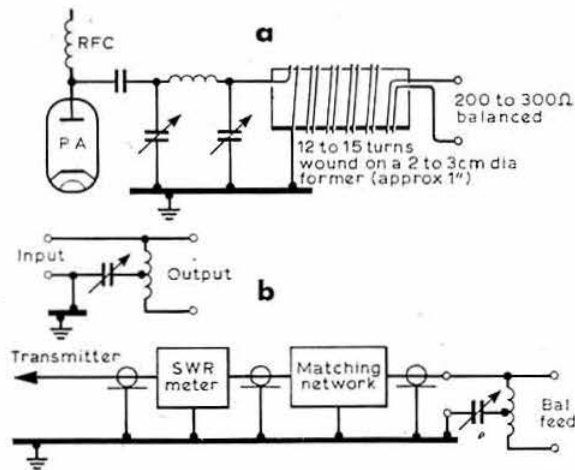 a
RFC
PA
200 to 300Ω
balanced
12 to 15 turns
wound on a 2 to 3cm dia
former (approx 1")
Input
Output
b
Transmitter
SWR
meter
Matching
network
Bal
feed